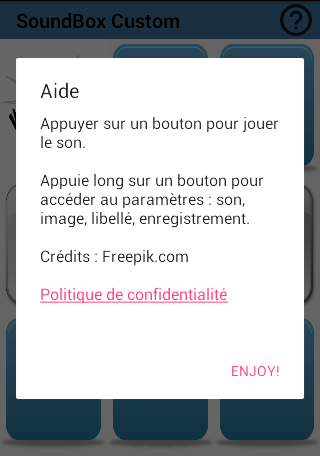 SoundBox Custom
?
Aide
Appuyer sur un bouton pour jouer
le son.
Appuie long sur un bouton pour
accéder au paramètres : son,
image, libellé, enregistrement.
Crédits : Freepik.com
Politique de confidentialité
ENJOY!